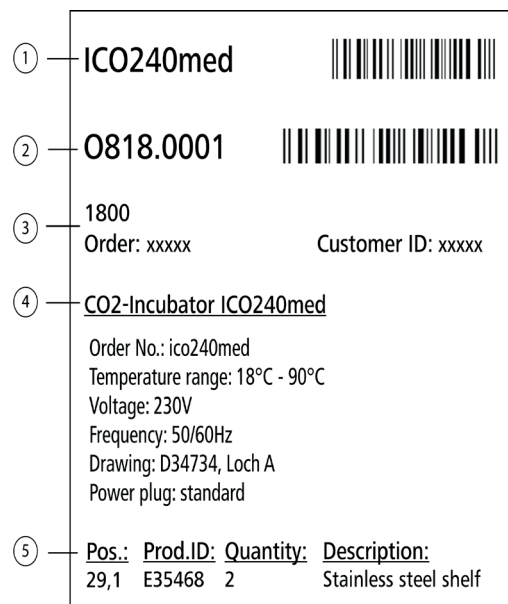 1 ICO240med
2 O818.0001
1800
3
Order: xxxxx Customer ID: xxxxx
4 CO2-Incubator ICO240med
Order No.: ico240med
Temperature range: 18°C - 90°C
Voltage: 230V
Frequency: 50/60Hz
Drawing: D34734, Loch A
Power plug: standard
5 Pos.: Prod.ID: Quantity: Description:
29,1 E35468 2 Stainless steel shelf